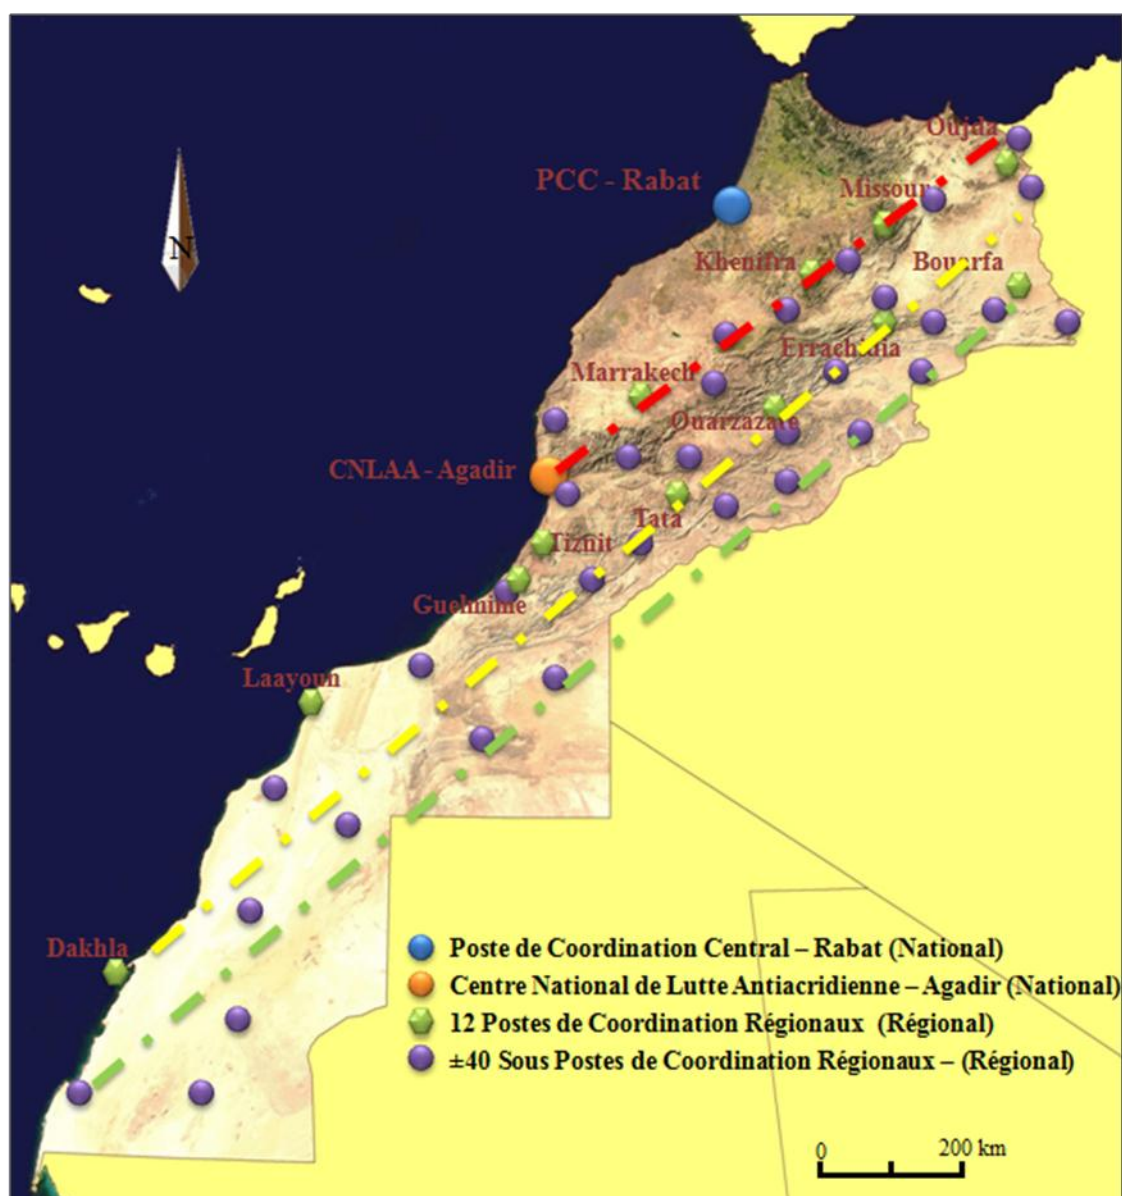 Oujda
PCC - Rabat
Missour
Khenifra
Bouarfa
N
Errachidia
Marrakech
Ouarzazate
CNLAA - Agadir
Tata
Tiznit
Guelmime
Laayoun
Dakhla
Poste de Coordination Central – Rabat (National)
Centre National de Lutte Antiacridienne – Agadir (National)
12 Postes de Coordination Régionaux (Régional)
±40 Sous Postes de Coordination Régionaux – (Régional)
0 200 km